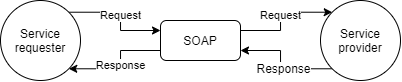 Service
requester
Request
Response
SOAP
Request
Response
Service
provider